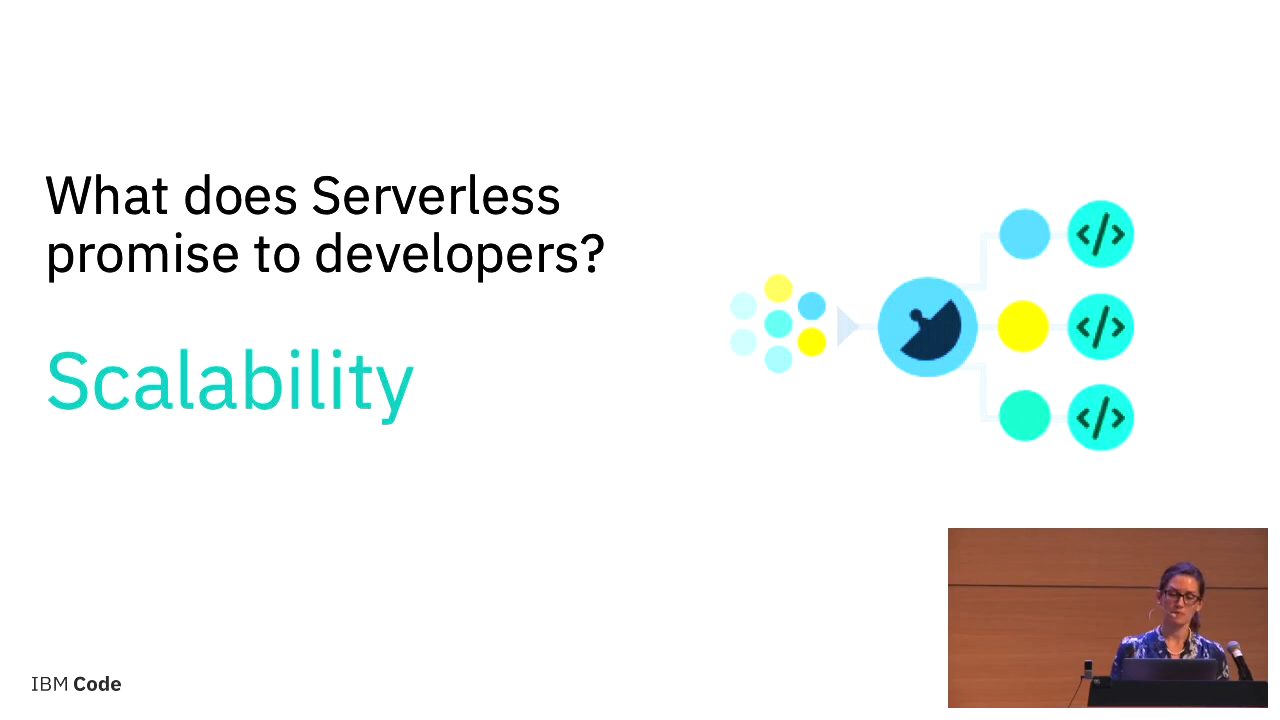 What does Serverless
promise to developers?
Scalability
</>
</>
</>
IBM Code